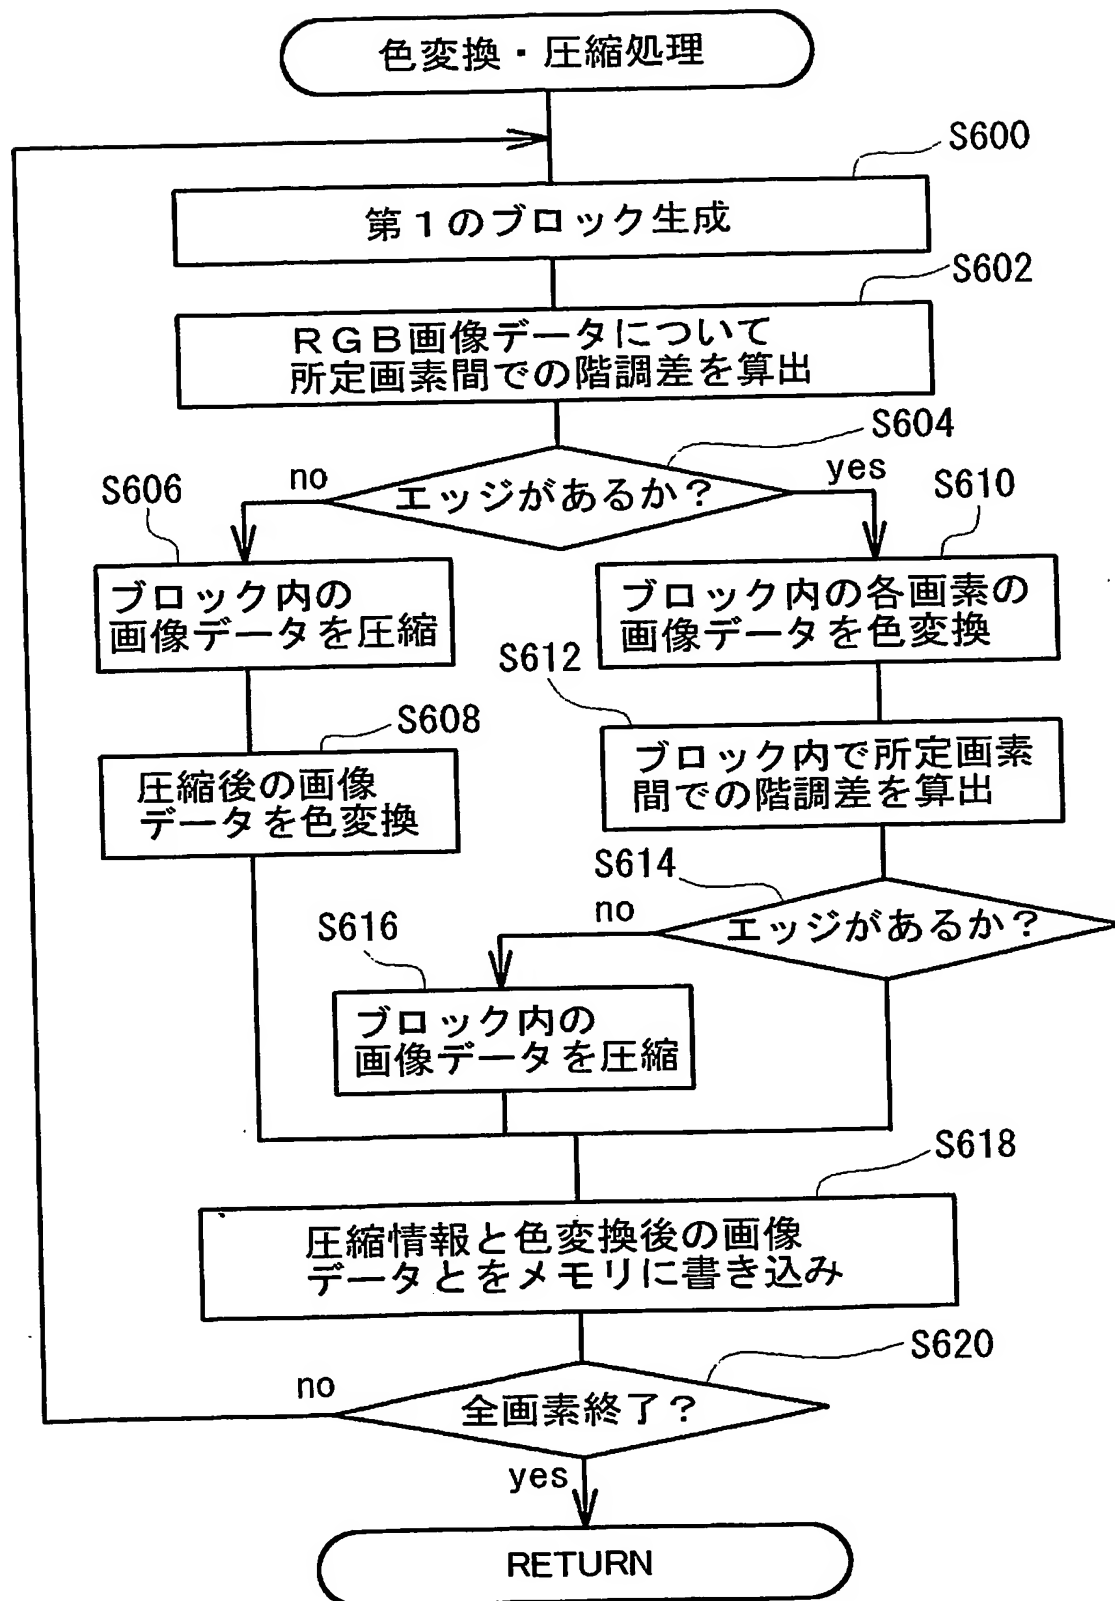 色変換・圧縮処理
S600
第1のブロック生成
S602
RGB画像データについて
所定画素間での階調差を算出
S604
no
エッジがあるか?
yes
S606
S610
ブロック内の
画像データを圧縮
ブロック内の各画素の
画像データを色変換
S612
S608
圧縮後の画像
データを色変換
ブロック内で所定画素
間での階調差を算出
S614
no
エッジがあるか?
S616
ブロック内の
画像データを圧縮
S618
圧縮情報と色変換後の画像
データとをメモリに書き込み
S620
no
全画素終了?
yes
RETURN